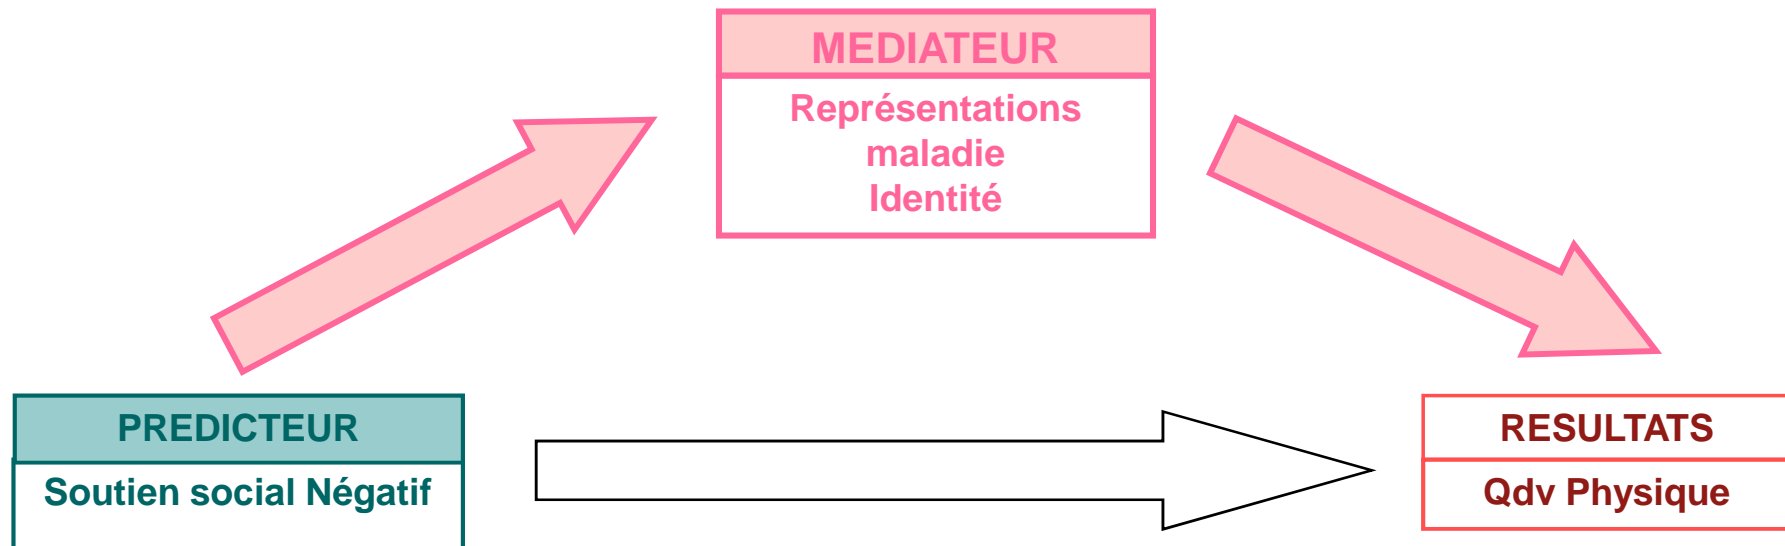 MEDIATEUR
Représentations
maladie
Identité
PREDICTEUR
Soutien social Négatif
RESULTATS
Qdv Physique